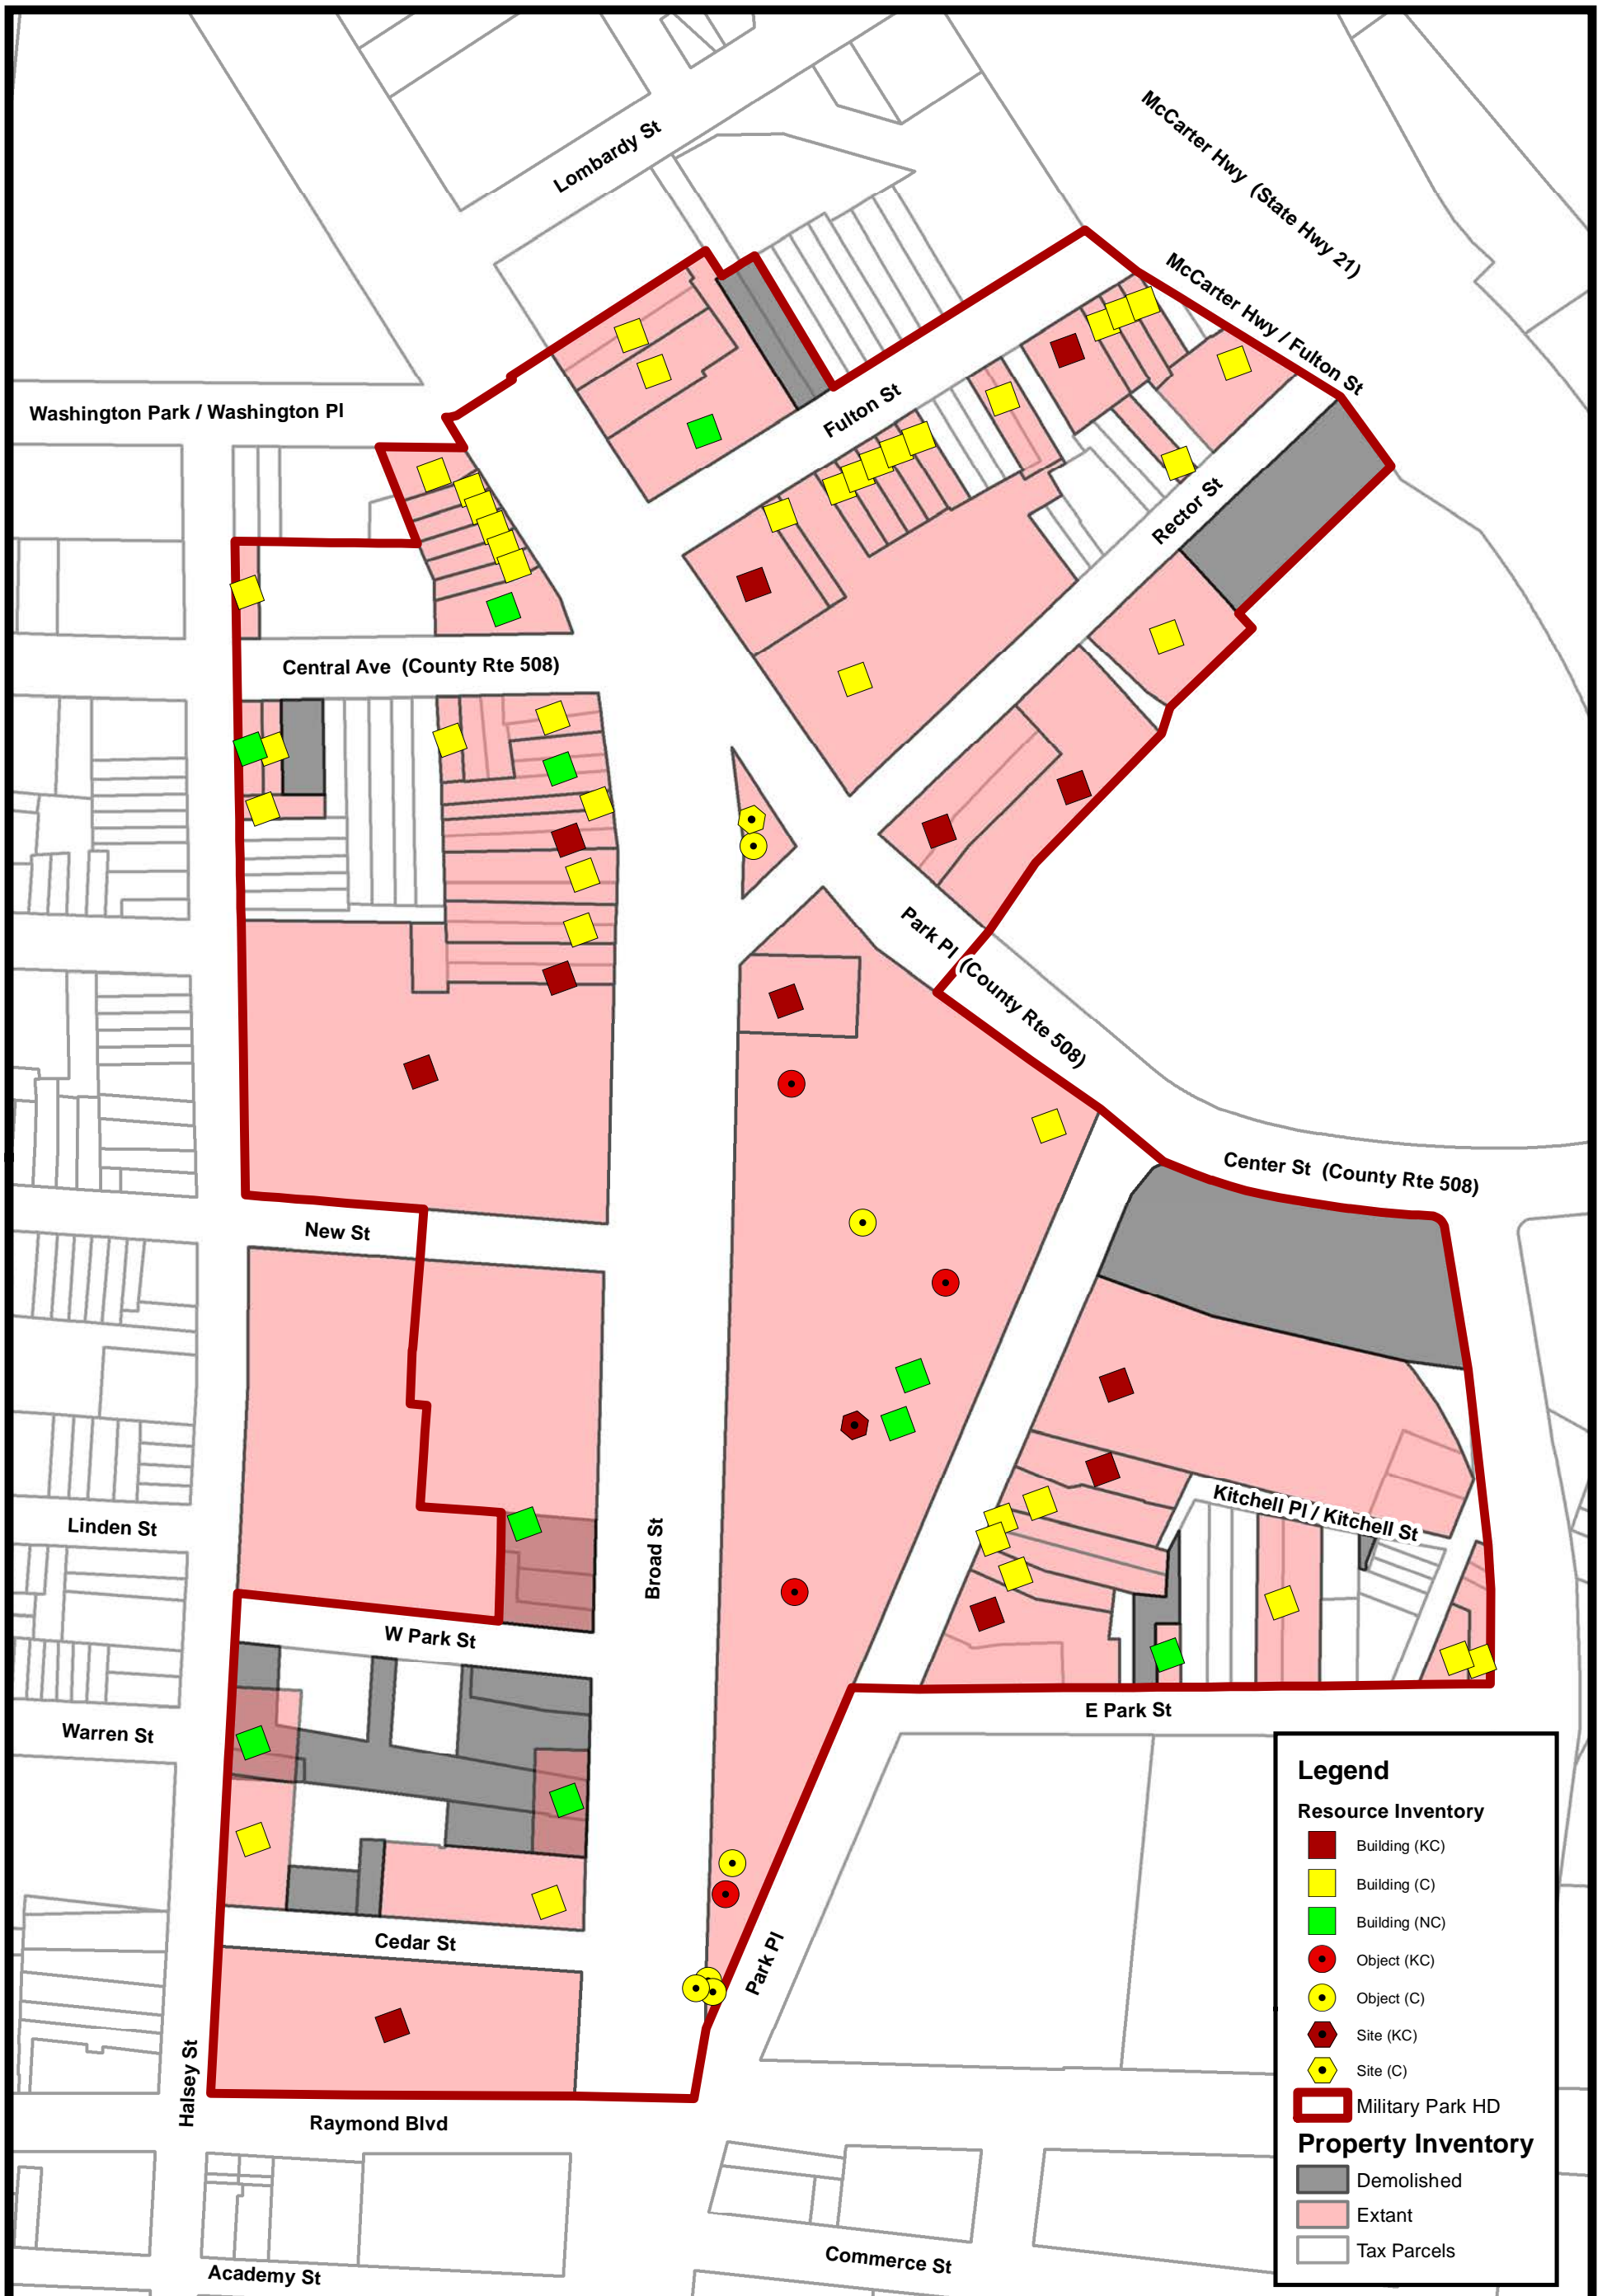 Lombardy St
McCarter Hwy (State Hwy 21)
McCarter Hwy / Fulton St
Washington Park / Washington Pl
Fulton St
Rector St
Central Ave (County Rte 508)
Park Pl (County Rte 508)
Center St (County Rte 508)
New St
Kitchell Pl / Kitchell St
Linden St
Broad St
W Park St
E Park St
Warren St
Cedar St
Park Pl
Halsey St
Raymond Blvd
Commerce St
Academy St
Legend
Resource Inventory
Building (KC)
Building (C)
Building (NC)
Object (KC)
Object (C)
Site (KC)
Site (C)
Military Park HD
Property Inventory
Demolished
Extant
Tax Parcels